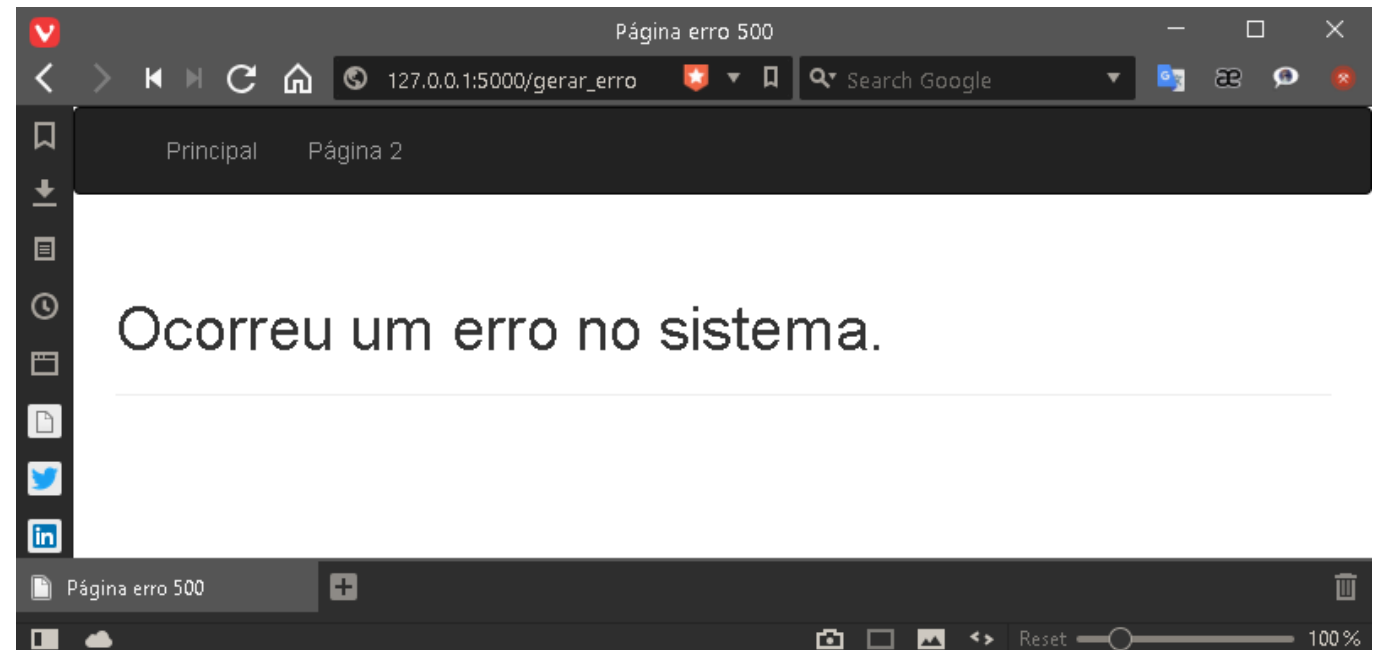 Página erro 500
127.0.0.1:5000/gerar_erro
Search Google
Principal
Página 2
Ocorreu um erro no sistema.
in
Página erro 500
Reset
100 %